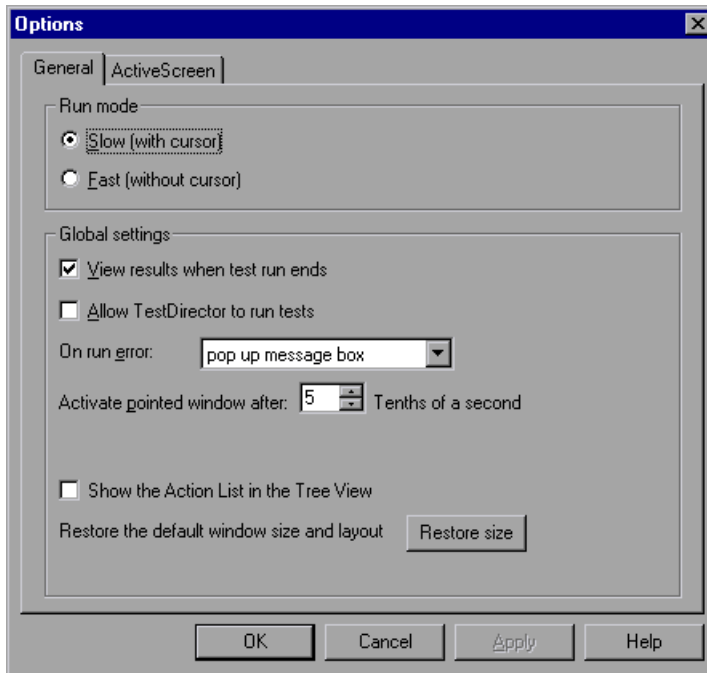 Options
General ActiveScreen
Run mode
Slow (with cursor)
Fast (without cursor)
Global settings
View results when test run ends
Allow TestDirector to run tests
On run error: pop up message box
Activate pointed window after: 5 Tenths of a second
Show the Action List in the Tree View
Restore the default window size and layout Restore size
OK Cancel Apply Help